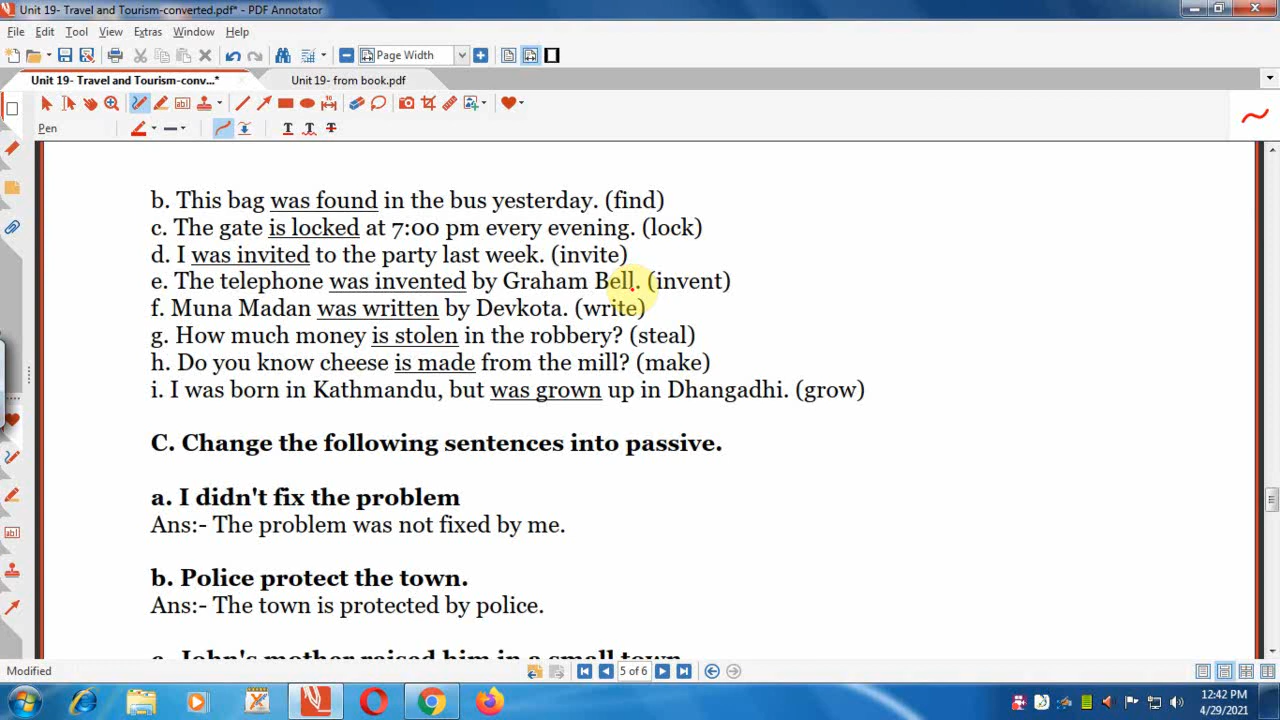 Unit 19- Travel and Tourism-converted.pdf* - PDF Annotator
File Edit Tool View Extras Window Help
Page Width
Unit 19- Travel and Tourism-conv...* Unit 19- from book.pdf
Pen
b. This bag was found in the bus yesterday. (find)
c. The gate is locked at 7:00 pm every evening. (lock)
d. I was invited to the party last week. (invite)
e. The telephone was invented by Graham Bell. (invent)
f. Muna Madan was written by Devkota. (write)
g. How much money is stolen in the robbery? (steal)
h. Do you know cheese is made from the mill? (make)
i. I was born in Kathmandu, but was grown up in Dhangadhi. (grow)
C. Change the following sentences into passive.
a. I didn't fix the problem
Ans:- The problem was not fixed by me.
b. Police protect the town.
Ans:- The town is protected by police.
c. John's mother raised him in a small town.
Modified 5 of 6
12:42 PM
4/29/2021